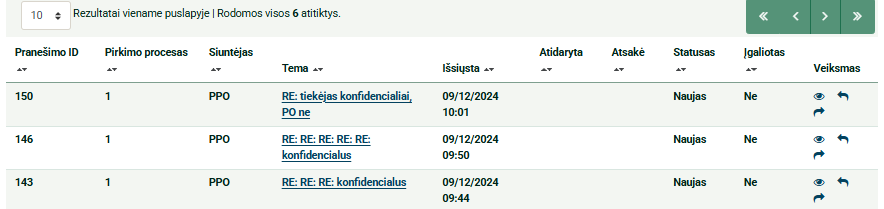 10 Rezultatai viename puslapyje | Rodomos visos 6 atitiktys.
Pranešimo ID Pirkimo procesas Siuntėjas Tema Išsiųsta Atidaryta Atsakė Statusas Įgaliotas Veiksmas
150 1 PPO RE: tiekėjas konfidencialiai, 09/12/2024 Naujas Ne
PO ne 10:01
146 1 PPO RE: RE: RE: RE: RE: 09/12/2024 Naujas Ne
konfidencialus 09:50
143 1 PPO RE: RE: RE: konfidencialus 09/12/2024 Naujas Ne
09:44